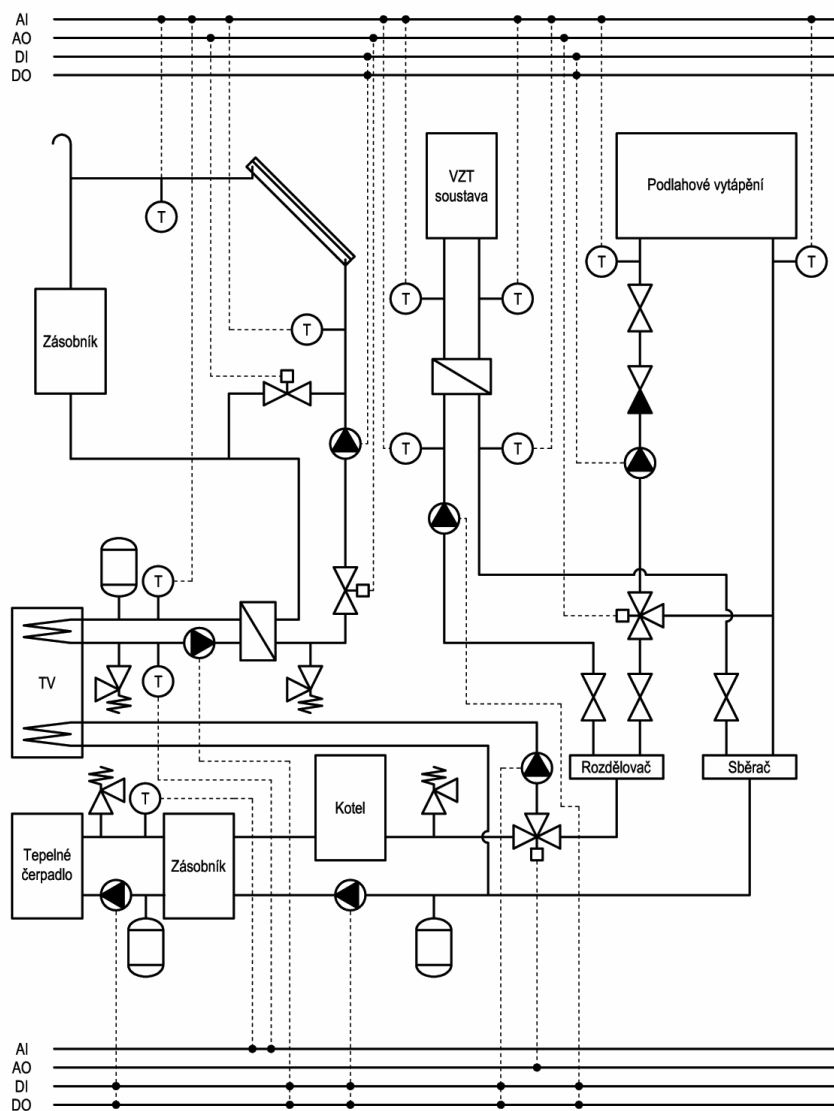 AI
AO
DI
DO
VZT
soustava
Podlahové vytápění
T
T
T
T
T
Zásobník
T
T
T
T
T
TV
T
Rozdělovač
Sběrač
T
Kotel
Tepelné
čerpadlo
Zásobník
AI
AO
DI
DO